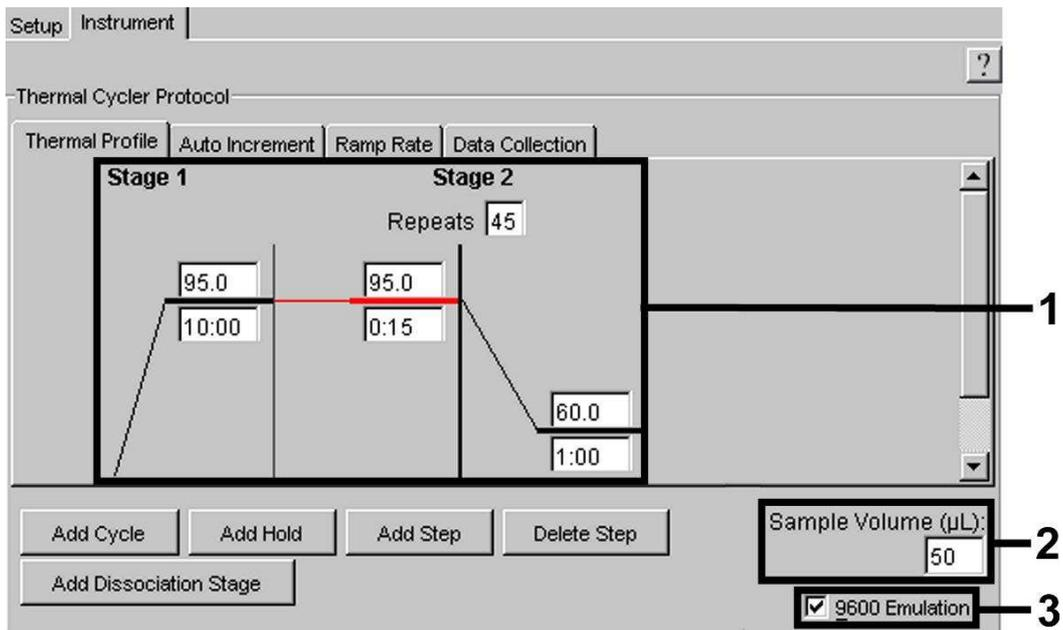 Setup Instrument
?
Thermal Cycler Protocol
Thermal Profile Auto Increment Ramp Rate Data Collection
Stage 1 Stage 2
Repeats 45
95.0 95.0
10:00 0:15
1
60.0
1:00
Add Cycle Add Hold Add Step Delete Step
Sample Volume (µL):
50
2
Add Dissociation Stage
9600 Emulation
3